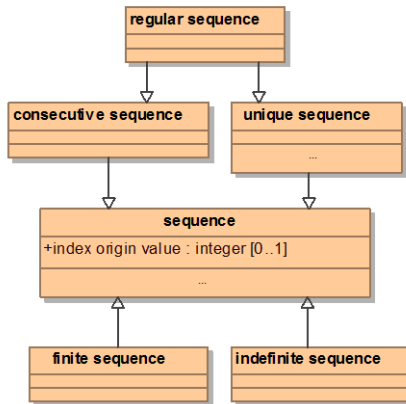 regular sequence
consecutive sequence
unique sequence
...
sequence
+index origin value : integer [0..1]
...
finite sequence
indefinite sequence